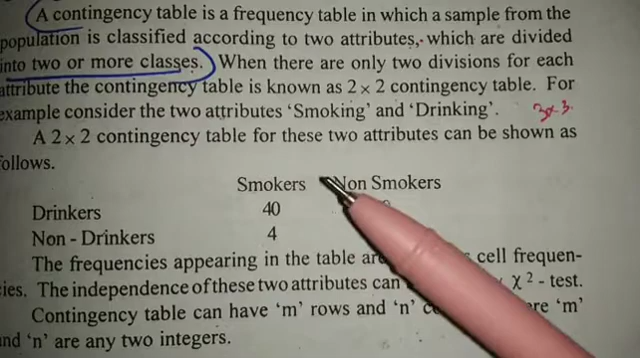 A contingency table is a frequency table in which a sample from the
population is classified according to two attributes, which are divided
into two or more classes. When there are only two divisions for each
attribute the contingency table is known as 2 × 2 contingency table. For
example consider the two attributes 'Smoking' and 'Drinking'. 3x3
A 2 × 2 contingency table for these two attributes can be shown as
follows.
Smokers Non Smokers
Drinkers 40
Non - Drinkers 4
The frequencies appearing in the table are cell frequen-
cies. The independence of these two attributes can χ² - test.
Contingency table can have 'm' rows and 'n' 'm'
and 'n' are any two integers.